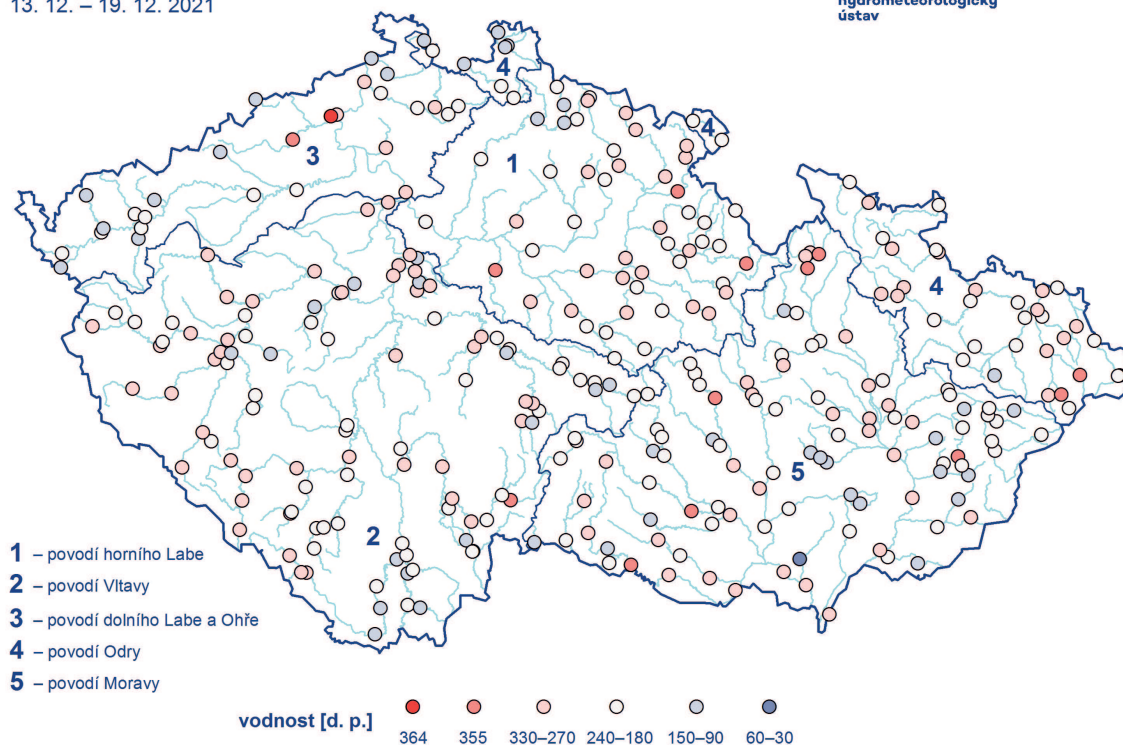 13. 12. – 19. 12. 2021
hydrometeorologický
ústav
4
4
3
1
4
5
2
1 – povodí horního Labe
2 – povodí Vltavy
3 – povodí dolního Labe a Ohře
4 – povodí Odry
5 – povodí Moravy
vodnost [d. p.]
364 355 330–270 240–180 150–90 60–30